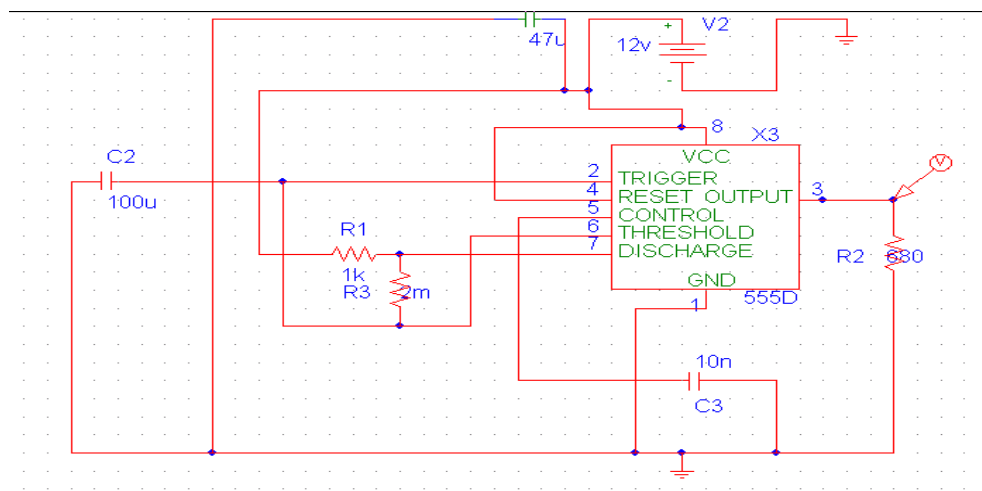 47u
+
V2
12v
-
8
X3
C2
VCC
100u
2
TRIGGER
4
RESET OUTPUT
3
V
5
CONTROL
6
THRESHOLD
7
DISCHARGE
R1
1k
R2
680
R3
2m
GND
1
555D
10n
C3